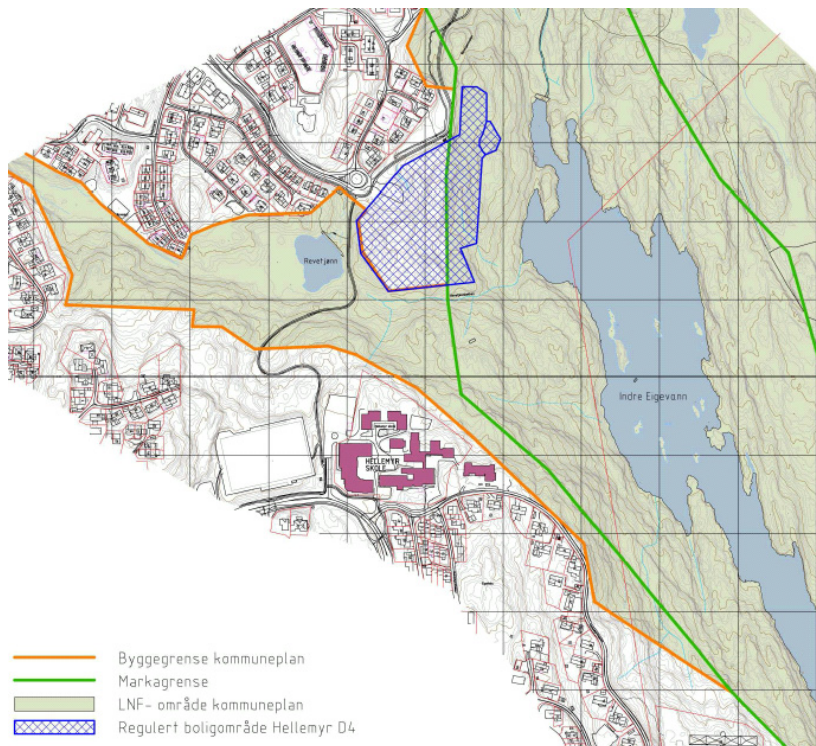 Revetjønn
Indre Eigevann
HELLEMYR
SKOLE
Byggegrense kommuneplan
Markagrense
LNF- område kommuneplan
Regulert boligområde Hellemyr D4